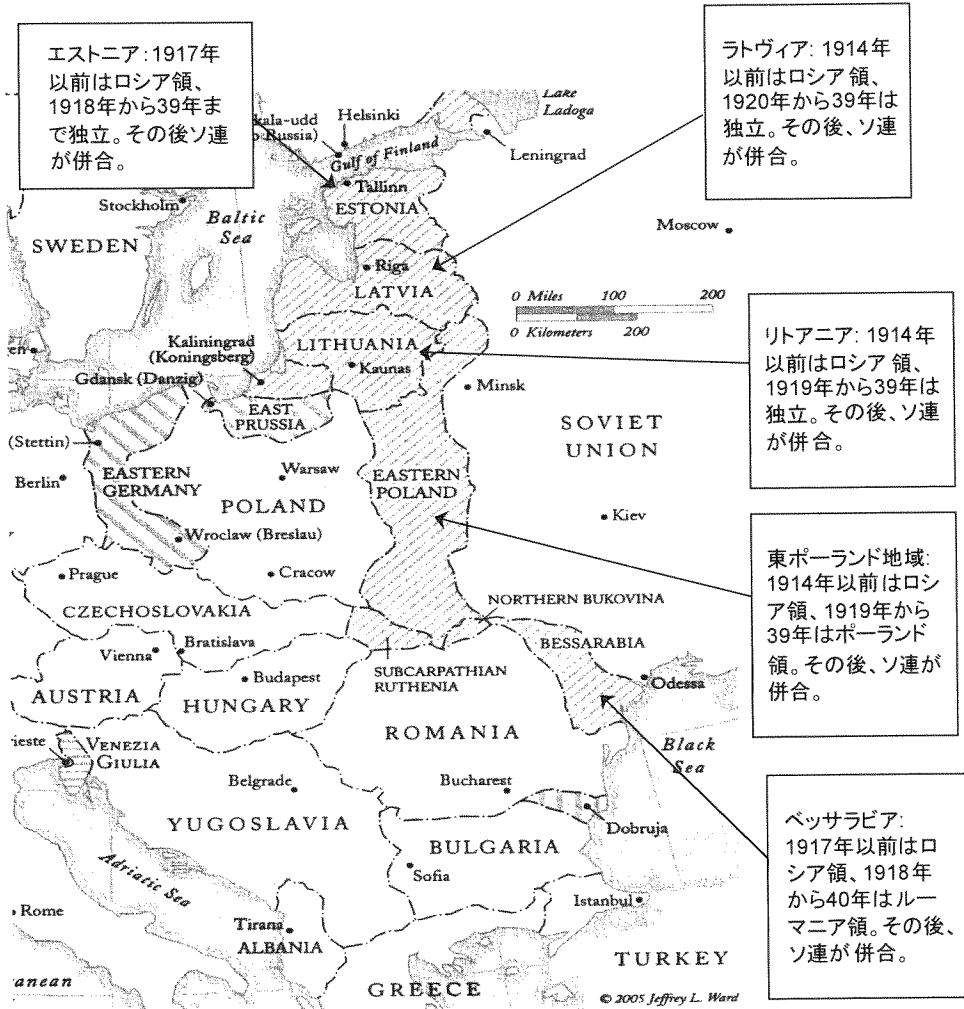 エストニア：1917年
以前はロシア領、
1918年から39年ま
で独立。その後ソ連
が併合。
ラトヴィア：1914年
以前はロシア領、
1920年から39年は
独立。その後、ソ連
が併合。
Lake
Ladoga
kala-udd
Russia)
Helsinki
Gulf of Finland
Leningrad
Tallinn
ESTONIA
Stockholm
Baltic
Sea
SWEDEN
Moscow
Riga
LATVIA
0 Miles 100 200
0 Kilometers 200
リトアニア：1914年
以前はロシア領、
1919年から39年は
独立。その後、ソ連
が併合。
LITHUANIA
Kaunas
Kaliningrad
(Koningsberg)
Gdansk (Danzig)
Minsk
EAST
PRUSSIA
SOVIET
UNION
(Stettin)
Berlin
EASTERN
GERMANY
Warsaw
POLAND
EASTERN
POLAND
Kiev
Wroclaw (Breslau)
東ポーランド地域：
1914年以前はロシ
ア領、1919年から
39年はポーランド
領。その後、ソ連が
併合。
Prague
Cracow
CZECHOSLOVAKIA
NORTHERN BUKOVINA
BESSARABIA
Vienna
Bratislava
SUBCARPATHIAN
RUTHENIA
AUSTRIA
Budapest
HUNGARY
Odessa
ROMANIA
rieste
VENEZIA
GIULIA
Black
Sea
Belgrade
Bucharest
YUGOSLAVIA
Dobruja
ベッサラビア：
1917年以前はロ
シア領、1918年
から40年はルー
マニア領。その後、
ソ連が併合。
BULGARIA
Sofia
Adriatic Sea
Rome
Istanbul
Tirana
ALBANIA
TURKEY
anean
GREECE
© 2005 Jeffrey L. Ward